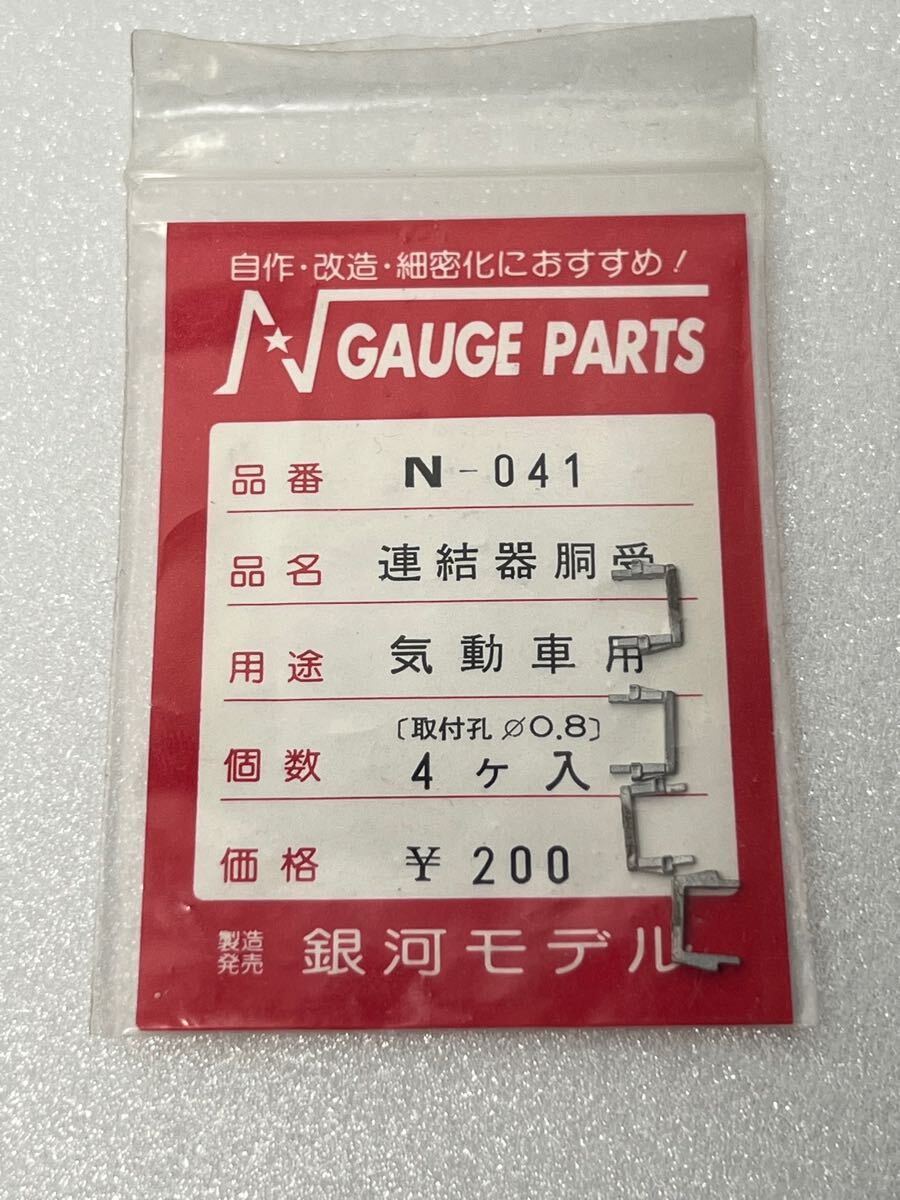 自作・改造・細密化におすすめ！
N GAUGE PARTS
品番 N-041
品名 連結器胴受
用途 気動車用
〔取付孔 ∅0.8〕
個数 4ヶ入
価格 ￥200
製造
発売 銀河モデル